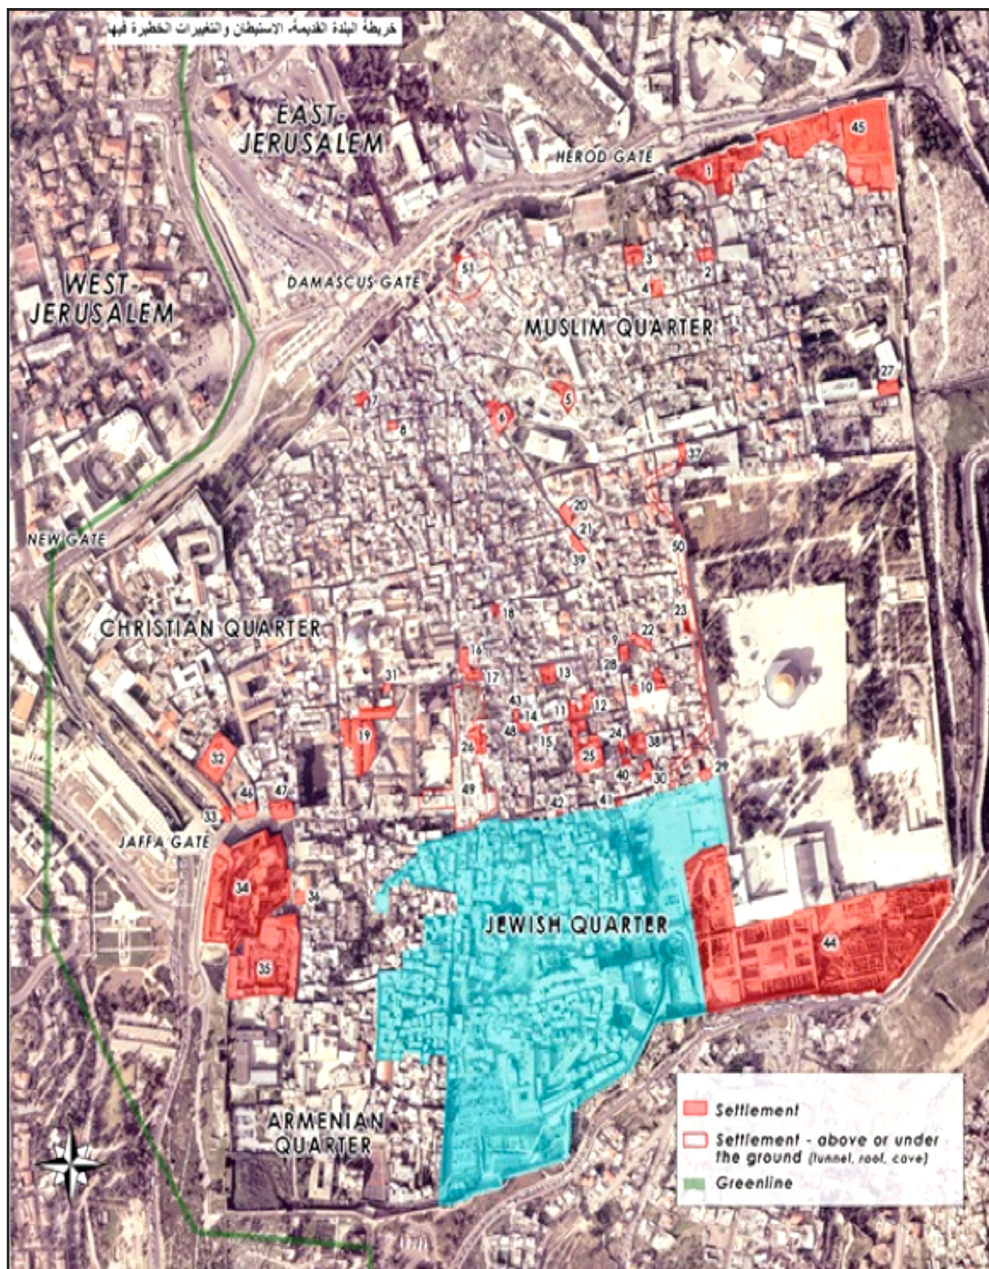 خريطة البلدة القديمة، الاستيطان والتغييرات الخطيرة فيها
EAST-
JERUSALEM
HEROD GATE
45
1
WEST-
JERUSALEM
DAMASCUS GATE
51
3
2
4
MUSLIM QUARTER
27
7
5
6
8
37
20
21
39
50
NEW GATE
23
18
CHRISTIAN QUARTER
9
22
16
28
17
13
31
10
43
12
11
14
19
48
15
24
38
26
25
32
40
30
29
49
46
47
42
41
33
JAFFA GATE
34
36
JEWISH QUARTER
44
35
ARMENIAN
QUARTER
Settlement
Settlement - above or under
the ground (tunnel, roof, cave)
Greenline